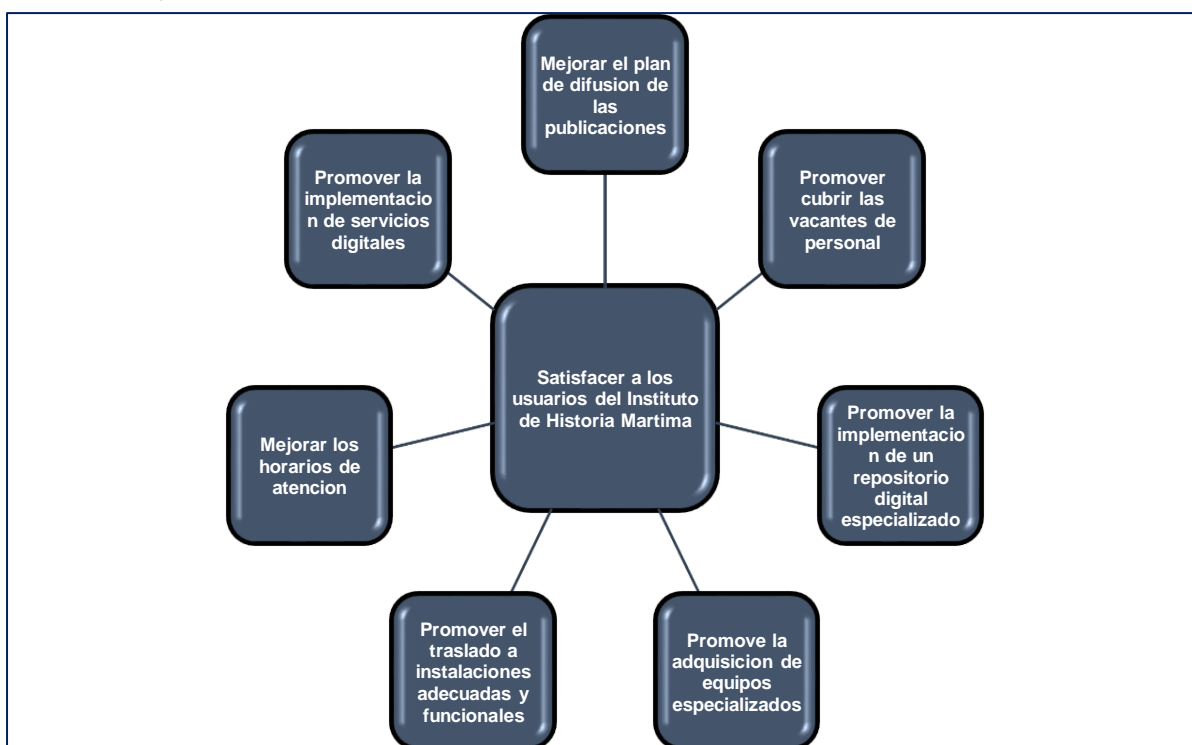 Mejorar el plan
de difusion de
las
publicaciones
Promover
cubrir las
vacantes de
personal
Promover la
implementacio
n de un
repositorio
digital
especializado
Promove la
adquisicion de
equipos
especializados
Promover el
traslado a
instalaciones
adecuadas y
funcionales
Mejorar los
horarios de
atencion
Promover la
implementacio
n de servicios
digitales
Satisfacer a los
usuarios del Instituto
de Historia Martima